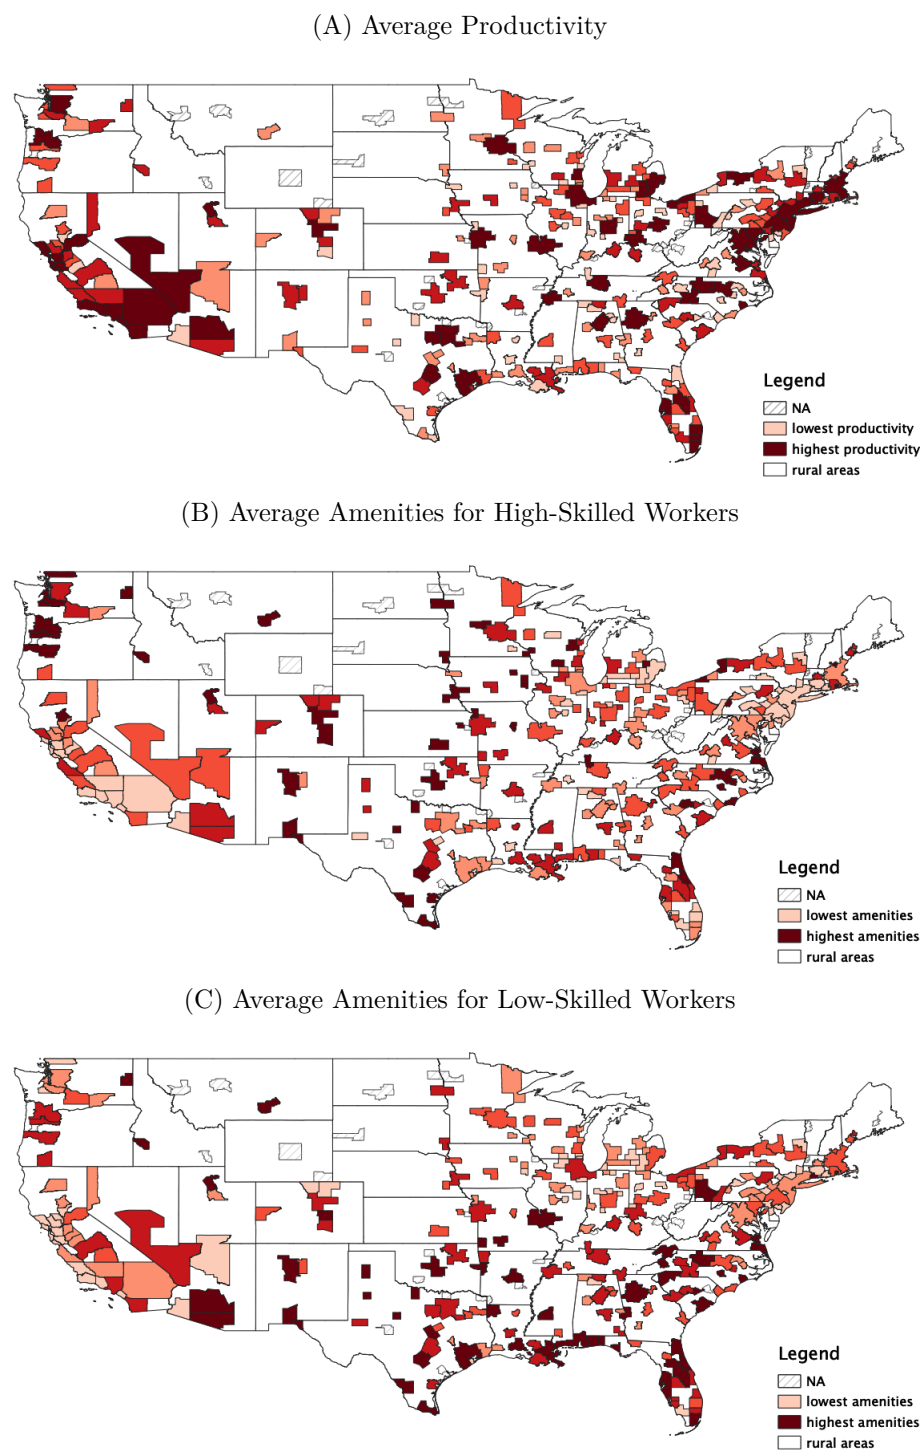 (A) Average Productivity
Legend
NA
lowest productivity
highest productivity
rural areas
(B) Average Amenities for High-Skilled Workers
Legend
NA
lowest amenities
highest amenities
rural areas
(C) Average Amenities for Low-Skilled Workers
Legend
NA
lowest amenities
highest amenities
rural areas